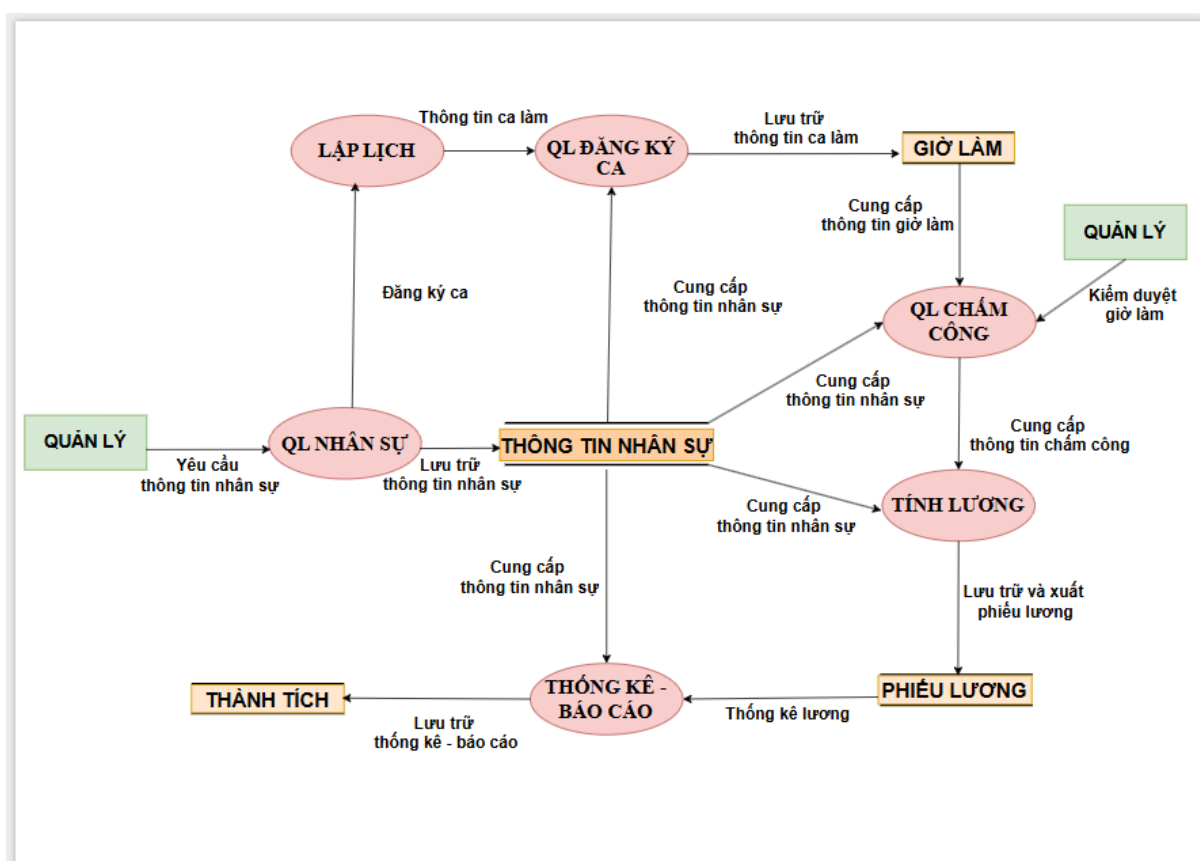 Thông tin ca làm
LẬP LỊCH
QL ĐĂNG KÝ
CA
Lưu trữ
thông tin ca làm
GIỜ LÀM
Cung cấp
thông tin giờ làm
QUẢN LÝ
Đăng ký ca
Cung cấp
thông tin nhân sự
QL CHẤM
CÔNG
Kiểm duyệt
giờ làm
Cung cấp
thông tin nhân sự
QUẢN LÝ
Yêu cầu
thông tin nhân sự
QL NHÂN SỰ
Lưu trữ
thông tin nhân sự
THÔNG TIN NHÂN SỰ
Cung cấp
thông tin chấm công
Cung cấp
thông tin nhân sự
TÍNH LƯƠNG
Cung cấp
thông tin nhân sự
Lưu trữ và xuất
phiếu lương
THÀNH TÍCH
Lưu trữ
thống kê - báo cáo
THỐNG KÊ -
BÁO CÁO
Thống kê lương
PHIẾU LƯƠNG